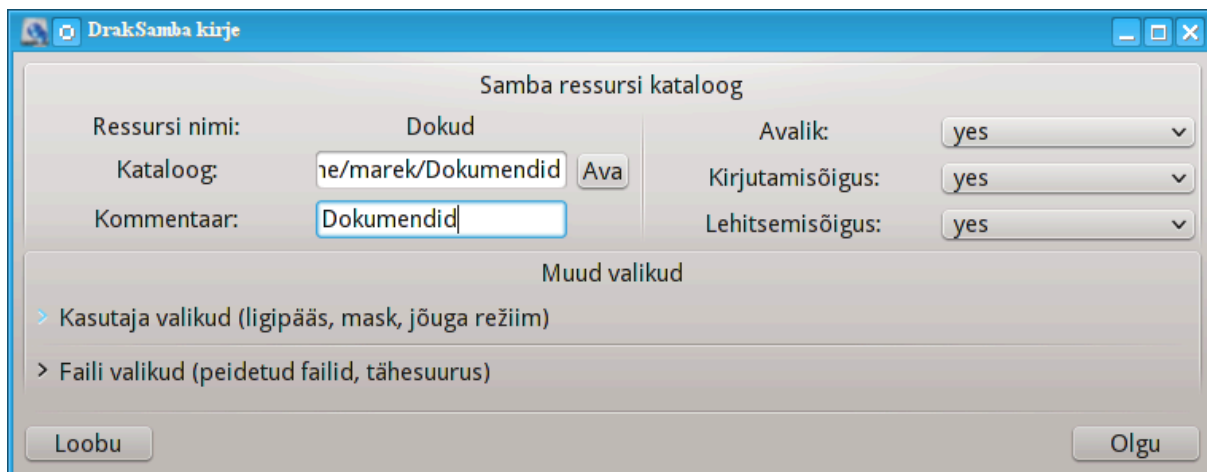 DrakSamba kirje
Samba ressursi kataloog
Ressursi nimi: Dokud
Kataloog: ne/marek/Dokumendid Ava
Kommentaar: Dokumendid
Avalik: yes
Kirjutamisõigus: yes
Lehitsemisõigus: yes
Muud valikud
> Kasutaja valikud (ligipääs, mask, jõuga režiim)
> Faili valikud (peidetud failid, tähesuurus)
Loobu Olgu